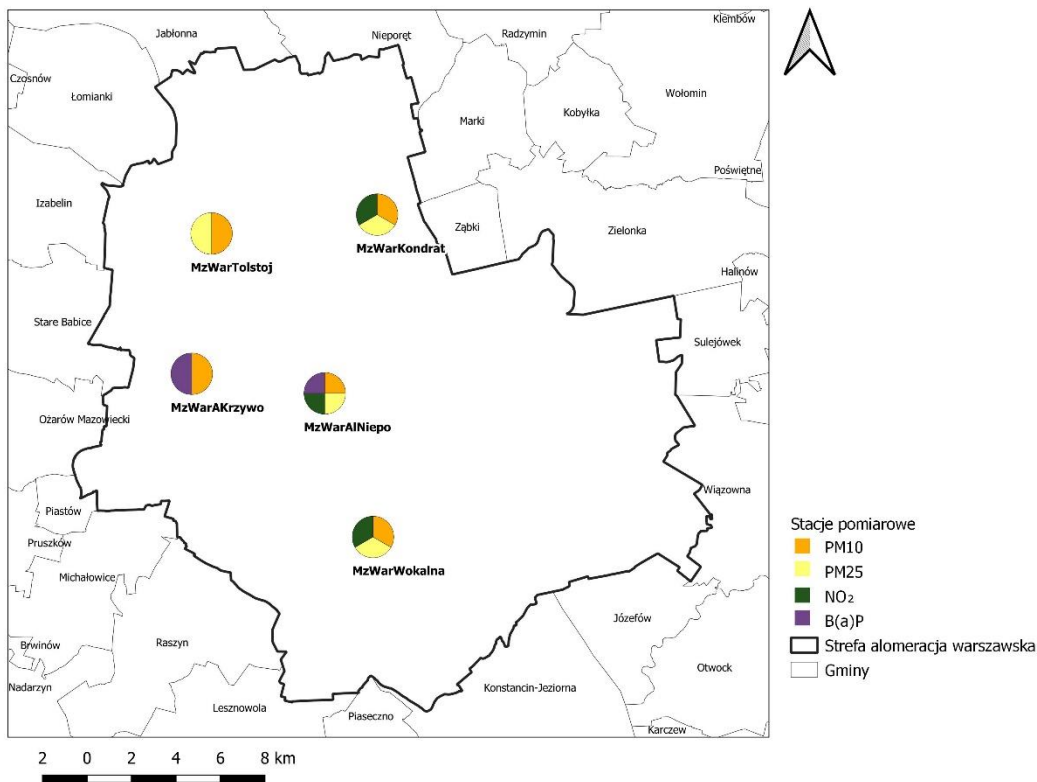 Klembów
Jabłonna
Nieporęt
Radzymin
Czosnów
Łomianki
Wołomin
Marki
Kobyłka
Poświętne
Izabelin
Ząbki
Zielonka
MzWarKondrat
MzWarTolstoj
Halinów
Stare Babice
Sulejówek
MzWarAKrzywo
Ożarów Mazowiecki
MzWarAlNiepo
Wiązowna
Piastów
Pruszków
MzWarWokalna
Michałowice
Józefów
Brwinów
Raszyn
Otwock
Nadarzyn
Konstancin-Jeziorna
Lesznowola
Piaseczno
Karczew
Stacje pomiarowe
PM10
PM25
NO₂
B(a)P
Strefa alomeracja warszawska
Gminy
2 0 2 4 6 8 km